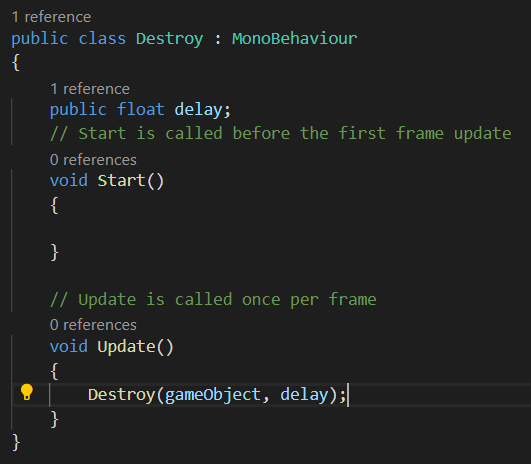 1 reference
public class Destroy : MonoBehaviour
{
1 reference
public float delay;
// Start is called before the first frame update
0 references
void Start()
{
}
// Update is called once per frame
0 references
void Update()
{
Destroy(gameObject, delay);
}
}